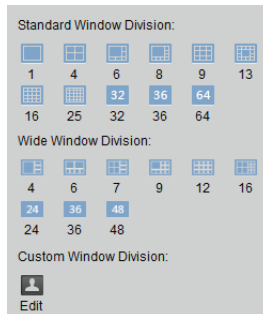 Standard Window Division:
1 4 6 8 9 13
32 36 64
16 25 32 36 64
Wide Window Division:
4 6 7 9 12 16
24 36 48
24 36 48
Custom Window Division:
Edit